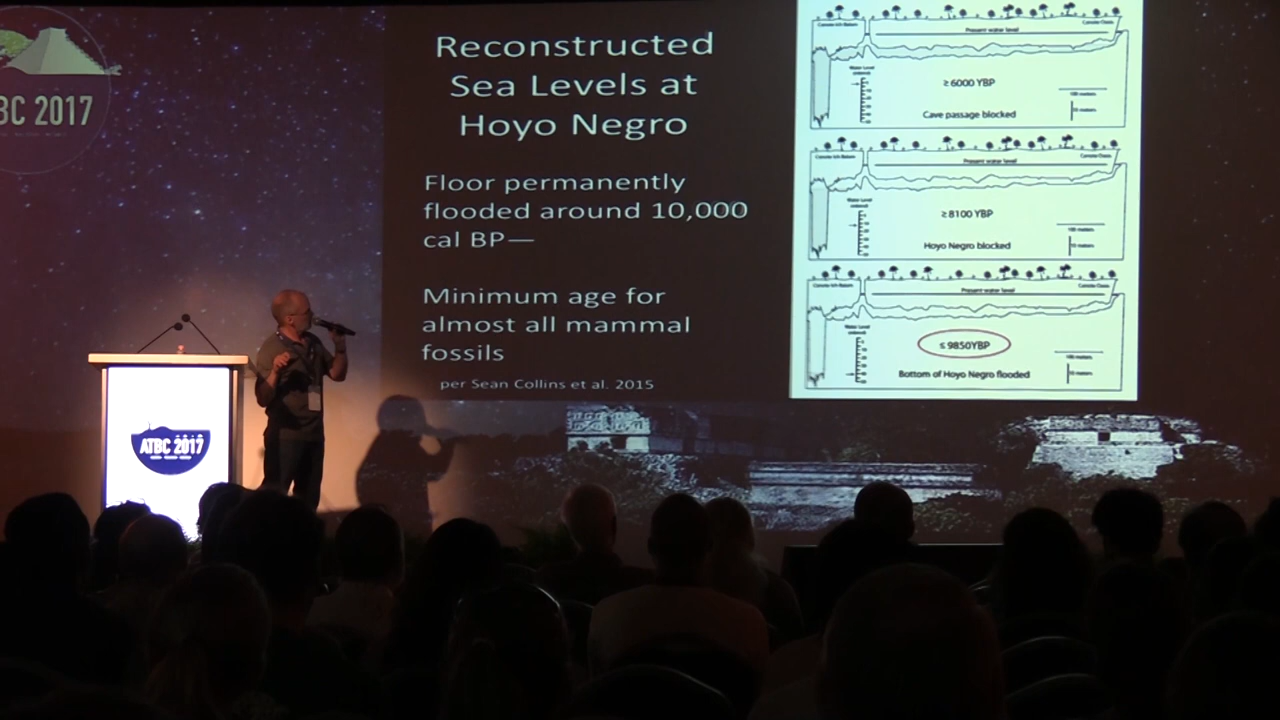 BC 2017
Reconstructed
Sea Levels at
Hoyo Negro
Floor permanently
flooded around 10,000
cal BP—
Minimum age for
almost all mammal
fossils
per Sean Collins et al. 2015
Present water level
≥ 6000 YBP
Cave passage blocked
Present water level
≥ 8100 YBP
Hoyo Negro blocked
Present water level
≤ 9850YBP
Bottom of Hoyo Negro flooded
ATBC 2017